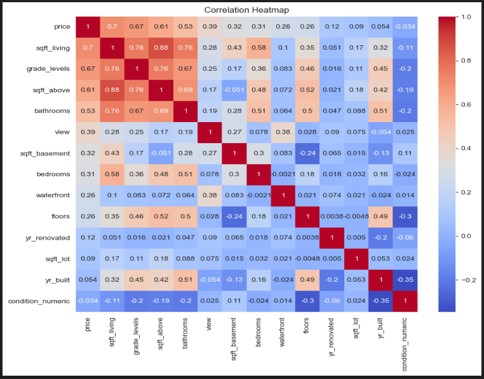 Correlation Heatmap
price 1 0.7 0.67 0.61 0.53 0.39 0.32 0.31 0.26 0.26 0.12 0.09 0.054 -0.034 1.0
sqft_living 0.7 1 0.76 0.88 0.76 0.28 0.43 0.58 0.1 0.35 0.051 0.17 0.32 -0.11
grade_levels 0.67 0.76 1 0.76 0.67 0.25 0.17 0.36 0.083 0.46 0.016 0.11 0.45 -0.2 0.8
sqft_above 0.61 0.88 0.76 1 0.69 0.17 -0.051 0.48 0.072 0.52 0.021 0.18 0.42 -0.19
bathrooms 0.53 0.76 0.67 0.69 1 0.19 0.28 0.51 0.064 0.5 0.047 0.088 0.51 -0.2 0.6
view 0.39 0.28 0.25 0.17 0.19 1 0.27 0.078 0.38 0.028 0.09 0.075 -0.054 0.025
sqft_basement 0.32 0.43 0.17 -0.051 0.28 0.27 1 0.3 0.083 -0.24 0.065 0.015 -0.13 0.11 0.4
bedrooms 0.31 0.58 0.36 0.48 0.51 0.078 0.3 1 -0.0021 0.18 0.018 0.032 0.16 0.024
waterfront 0.26 0.1 0.083 0.072 0.064 0.38 0.083 -0.0021 1 0.021 0.074 0.021 -0.024 0.014 0.2
floors 0.26 0.35 0.46 0.52 0.5 0.028 -0.24 0.18 0.021 1 0.0038 -0.0048 0.49 -0.3
yr_renovated 0.12 0.051 0.016 0.021 0.047 0.09 0.065 0.018 0.074 0.0038 1 0.005 -0.2 -0.06 0.0
sqft_lot 0.09 0.17 0.11 0.18 0.088 0.075 0.015 0.032 0.021 -0.0048 0.005 1 0.053 0.024
yr_built 0.054 0.32 0.45 0.42 0.51 -0.054 -0.13 0.16 -0.024 0.49 -0.2 0.053 1 -0.35 -0.2
condition_numeric -0.034 -0.11 -0.2 -0.19 -0.2 0.025 0.11 0.024 0.014 -0.3 -0.06 0.024 -0.35 1
price sqft_living grade_levels sqft_above bathrooms view sqft_basement bedrooms waterfront floors yr_renovated sqft_lot yr_built condition_numeric